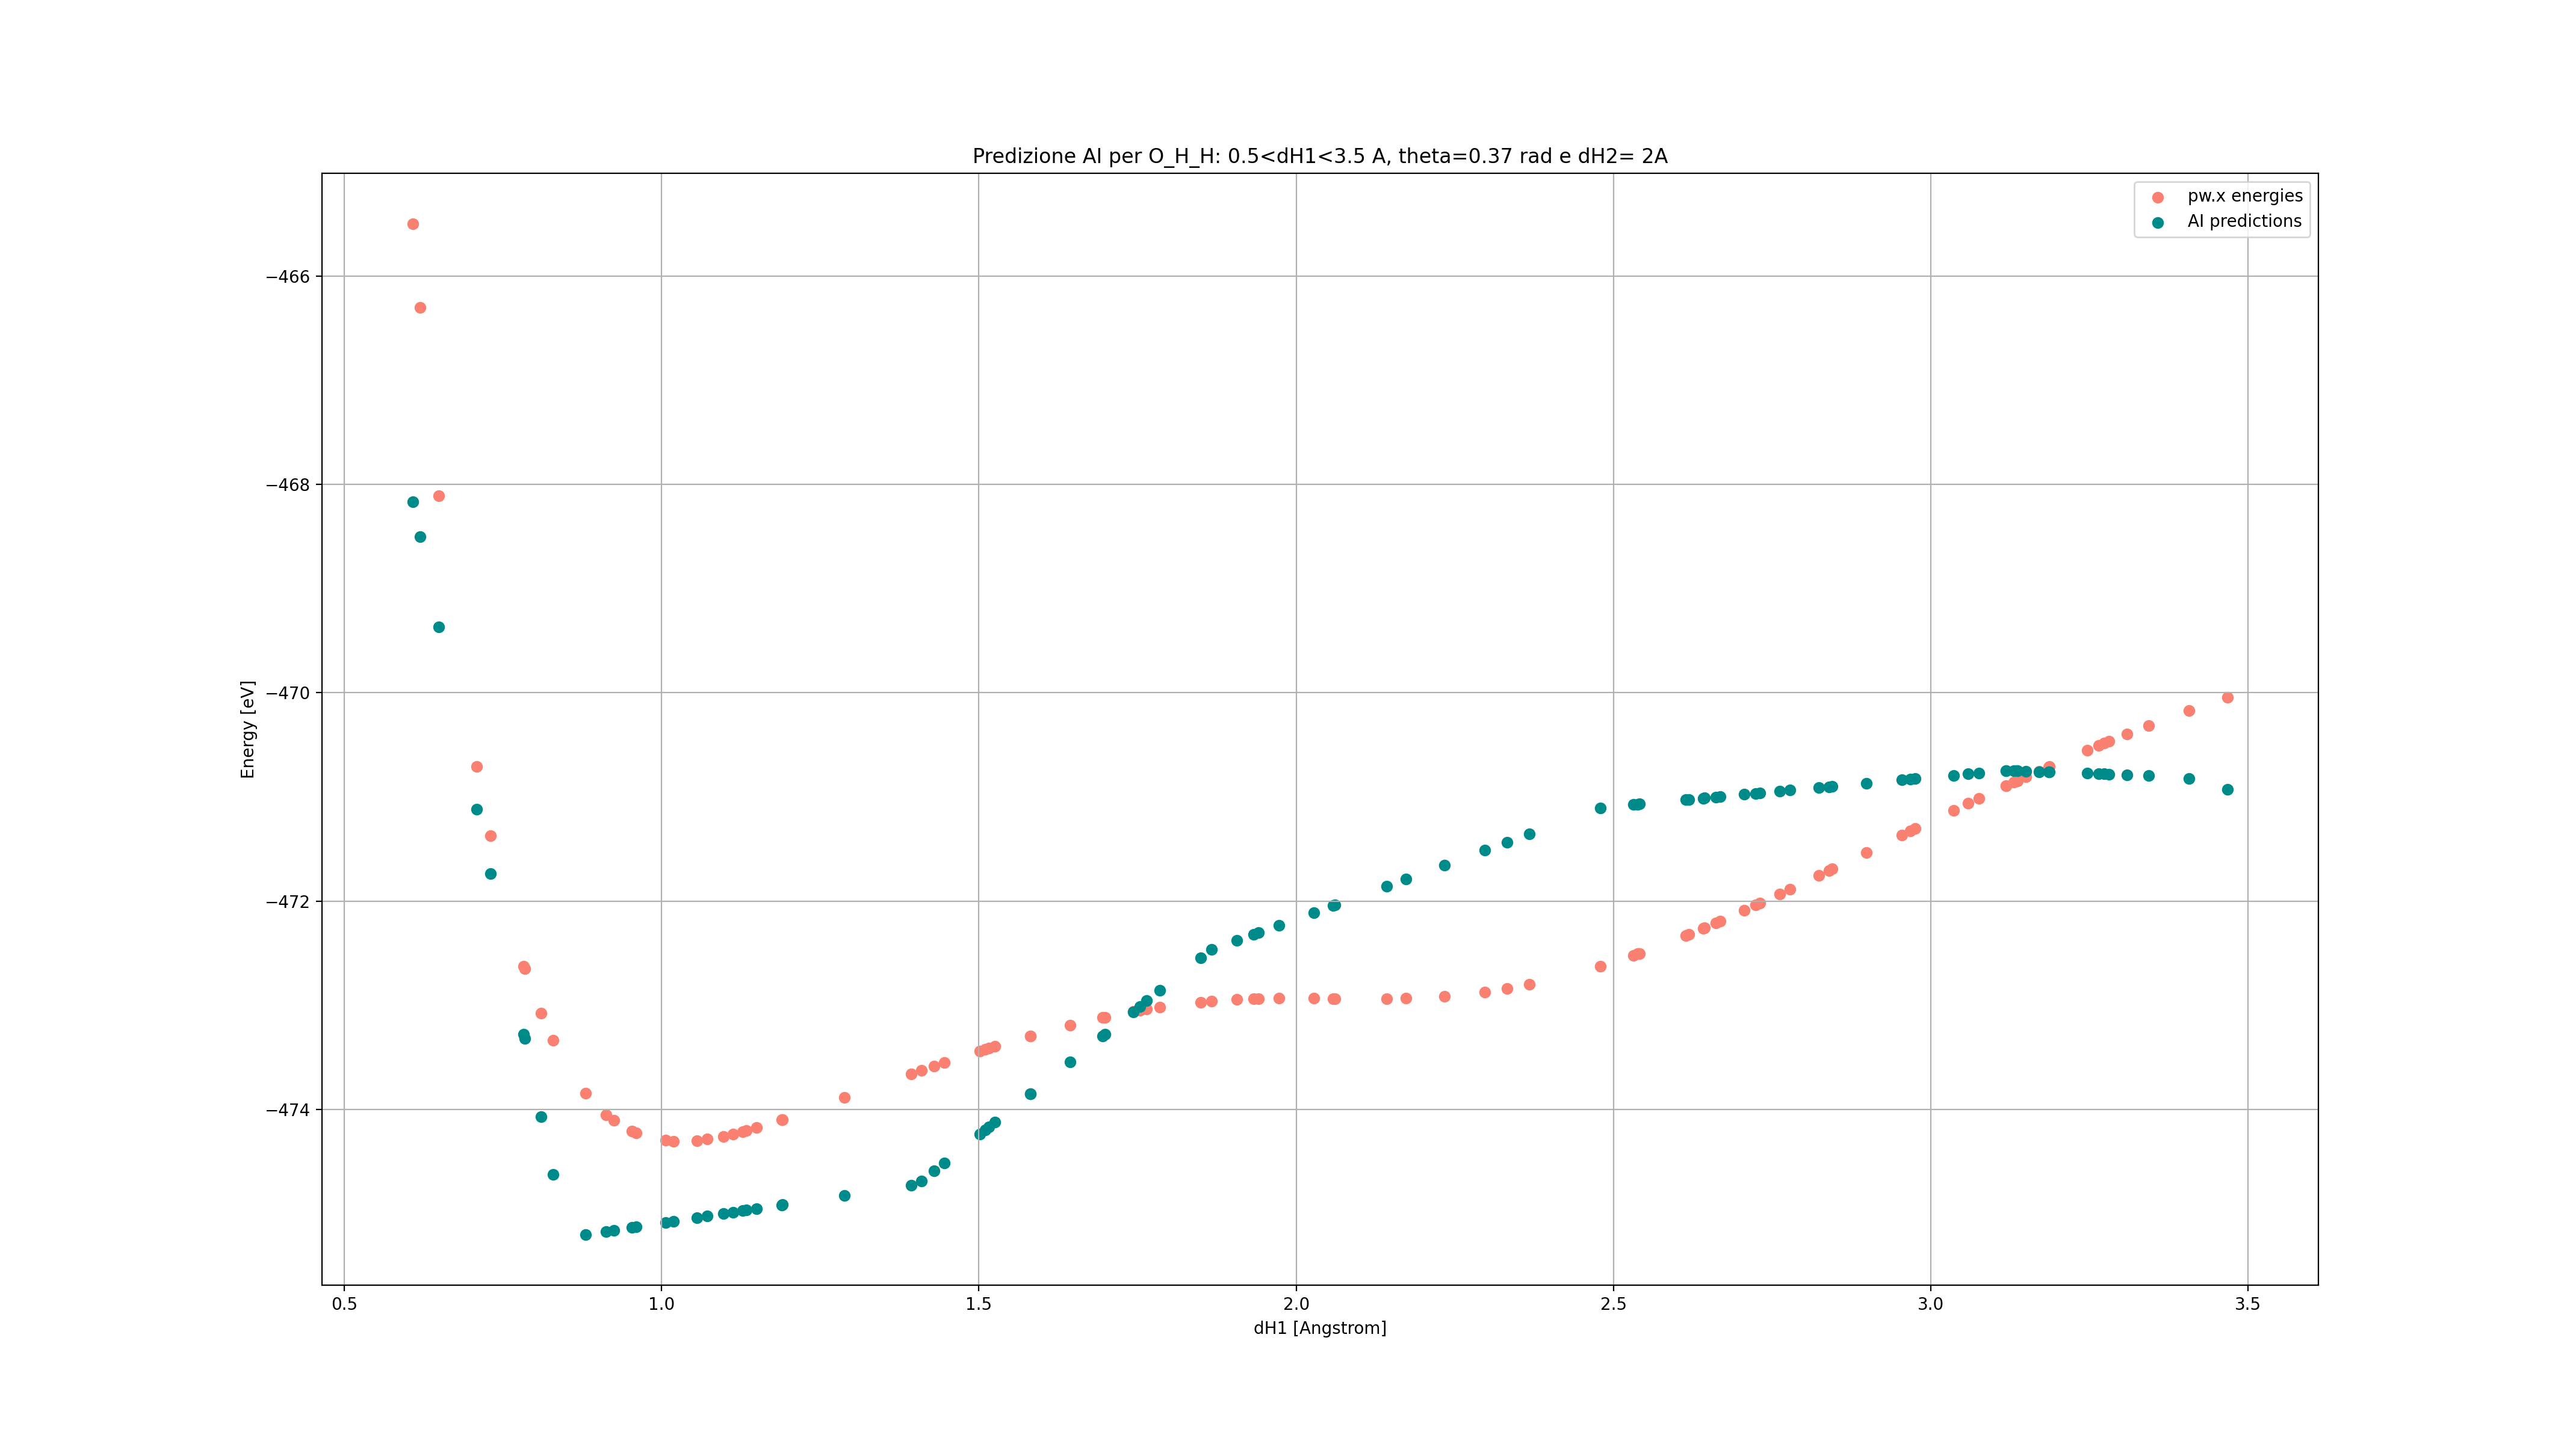 Predizione AI per O_H_H: 0.5<dH1<3.5 A, theta=0.37 rad e dH2= 2A
pw.x energies
AI predictions
−466
−468
−470
−472
−474
Energy [eV]
0.5 1.0 1.5 2.0 2.5 3.0 3.5
dH1 [Angstrom]